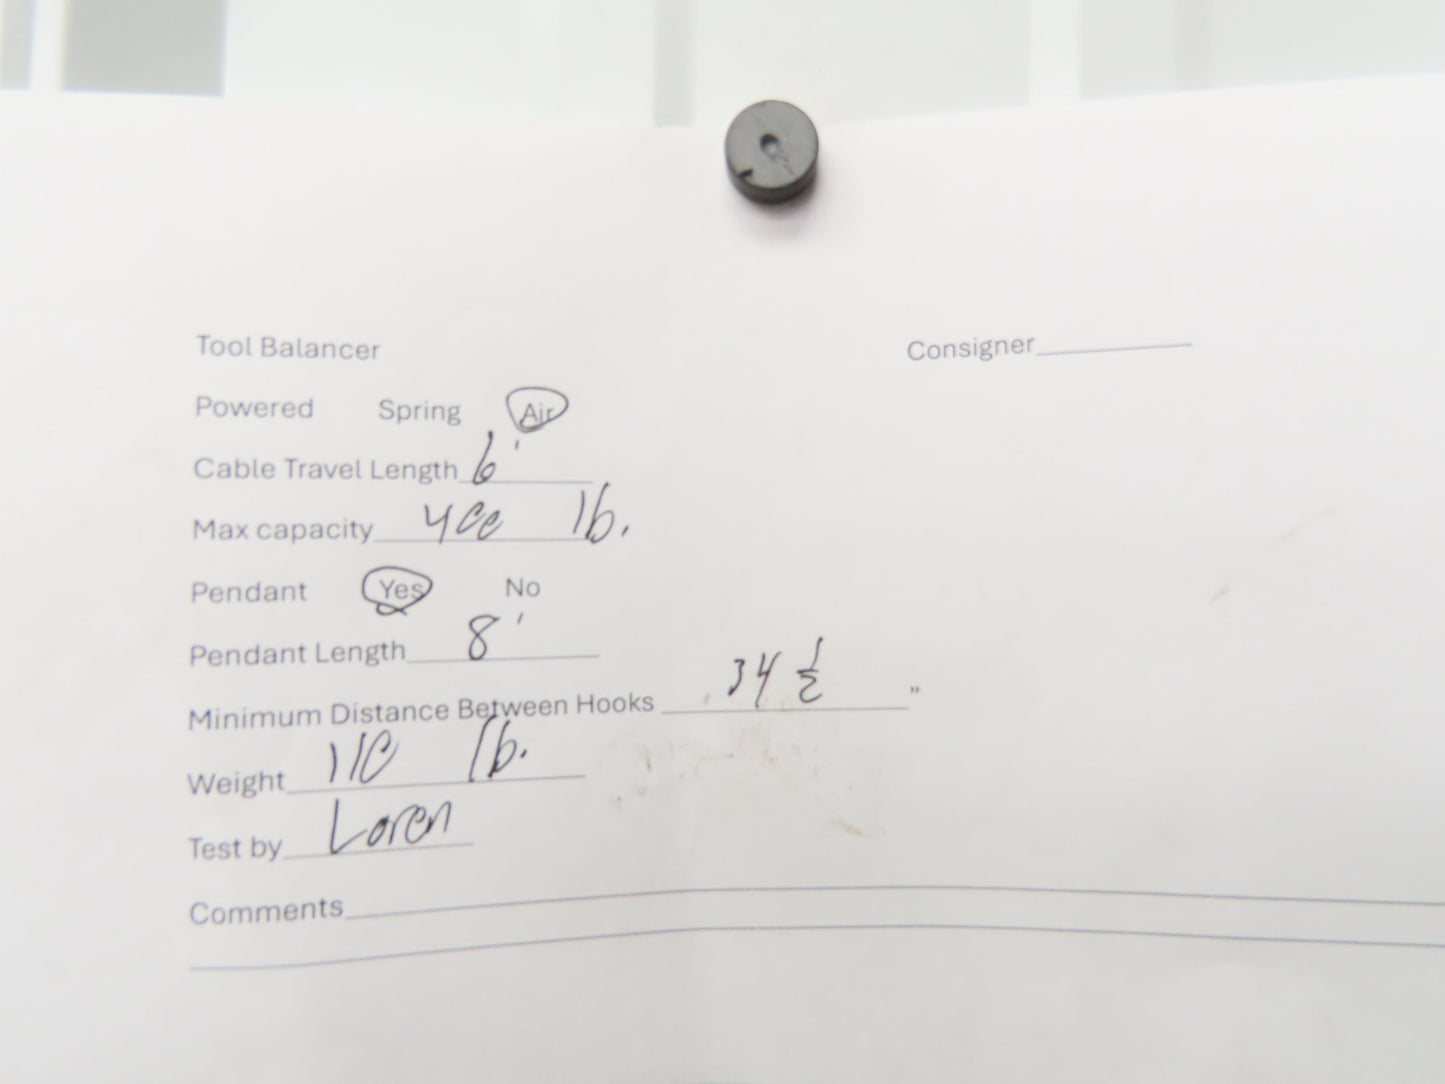 Tool Balancer
Consigner
Powered Spring Air
Cable Travel Length 6'
Max capacity 400 lb.
Pendant Yes No
Pendant Length 8'
Minimum Distance Between Hooks 34 1/2 "
Weight 110 lb.
Test by Loren
Comments